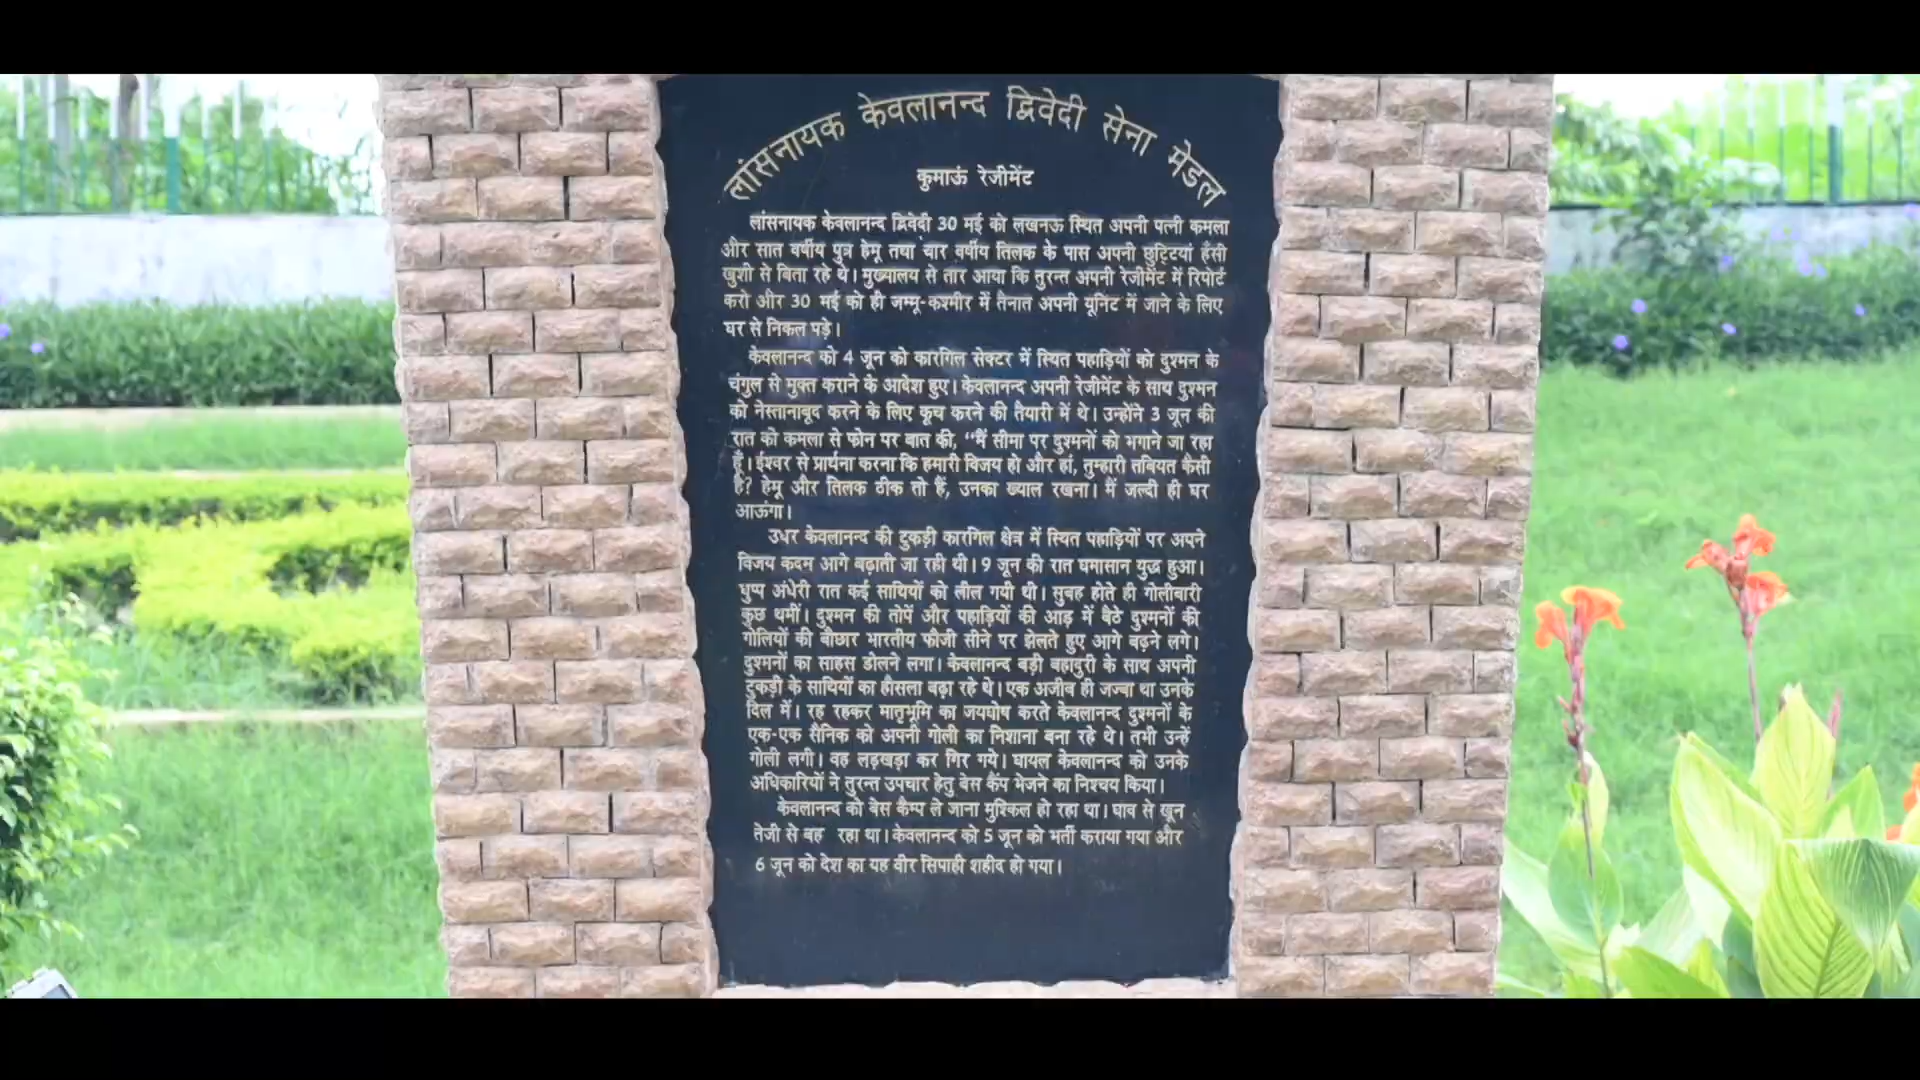 लांसनायक केवलानन्द द्विवेदी सेना मेडल
कुमाऊं रेजीमेंट
लांसनायक केवलानन्द द्विवेदी 30 मई को लखनऊ स्थित अपनी पत्नी कमला
और सात वर्षीय पुत्र हेमू तथा चार वर्षीय तिलक के पास अपनी छुट्टियां हँसी
खुशी से बिता रहे थे। मुख्यालय से तार आया कि तुरन्त अपनी रेजीमेंट में रिपोर्ट
करो और 30 मई को ही जम्मू-कश्मीर में तैनात अपनी यूनिट में जाने के लिए
घर से निकल पड़े।
केवलानन्द को 4 जून को कारगिल सेक्टर में स्थित पहाड़ियों को दुश्मन के
चंगुल से मुक्त कराने के आदेश हुए। केवलानन्द अपनी रेजीमेंट के साथ दुश्मन
को नेस्तानाबूद करने के लिए कूच करने की तैयारी में थे। उन्होंने 3 जून की
रात को कमला से फोन पर बात की, "मैं सीमा पर दुश्मनों को भगाने जा रहा
हूँ। ईश्वर से प्रार्थना करना कि हमारी विजय हो और हां, तुम्हारी तबियत कैसी
है? हेमू और तिलक ठीक तो हैं, उनका ख्याल रखना। मैं जल्दी ही घर
आऊंगा।
उधर केवलानन्द की टुकड़ी कारगिल क्षेत्र में स्थित पहाड़ियों पर अपने
विजय कदम आगे बढ़ाती जा रही थी। 9 जून की रात घमासान युद्ध हुआ।
धुप्प अंधेरी रात कई साथियों को लील गयी थी। सुबह होते ही गोलीबारी
कुछ थमीं। दुश्मन की तोपें और पहाड़ियों की आड़ में बैठे दुश्मनों की
गोलियों की बौछार भारतीय फौजी सीने पर झेलते हुए आगे बढ़ने लगे।
दुश्मनों का साहस डोलने लगा। केवलानन्द बड़ी बहादुरी के साथ अपनी
टुकड़ी के साथियों का हौसला बढ़ा रहे थे। एक अजीब ही जज्बा था उनके
दिल में। रह रहकर मातृभूमि का जयघोष करते केवलानन्द दुश्मनों के
एक-एक सैनिक को अपनी गोली का निशाना बना रहे थे। तभी उन्हें
गोली लगी। वह लड़खड़ा कर गिर गये। घायल केवलानन्द को उनके
अधिकारियों ने तुरन्त उपचार हेतु बेस कैंप भेजने का निश्चय किया।
केवलानन्द को बेस कैम्प ले जाना मुश्किल हो रहा था। घाव से खून
तेजी से बह रहा था। केवलानन्द को 5 जून को भर्ती कराया गया और
6 जून को देश का यह वीर सिपाही शहीद हो गया।